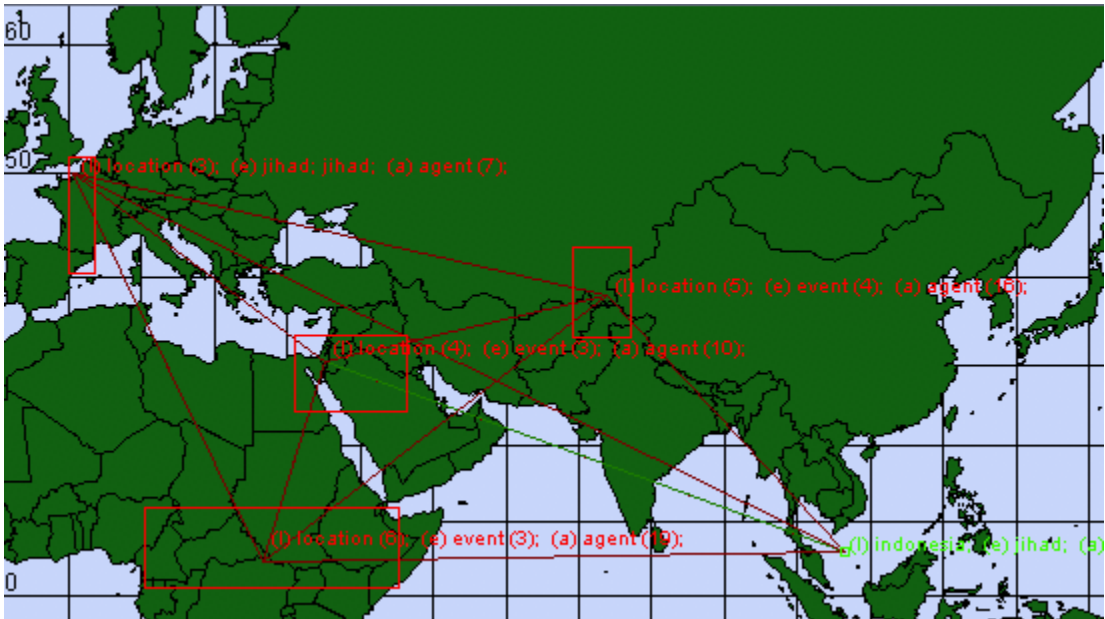 60
50
(l) location (3); (e) jihad; jihad; (a) agent (7);
(l) location (5); (e) event (4); (a) agent (16);
(l) location (4); (e) event (3); (a) agent (10);
(l) location (6); (e) event (3); (a) agent (19);
(l) indonesia; (e) jihad; (a)
0